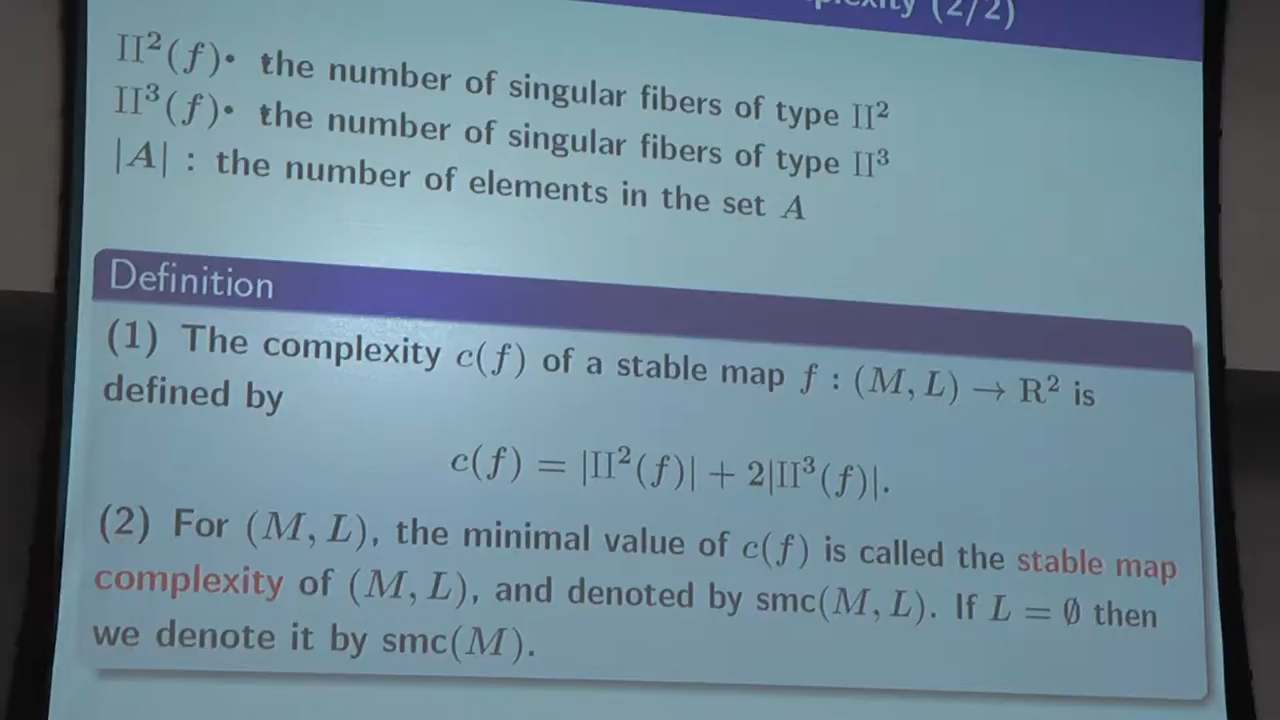 (2/2)
II²(f)· the number of singular fibers of type II²
II³(f)· the number of singular fibers of type II³
|A| : the number of elements in the set A
Definition
(1) The complexity c(f) of a stable map f : (M, L) → R² is
defined by
c(f) = |II²(f)| + 2|II³(f)|.
(2) For (M, L), the minimal value of c(f) is called the stable map
complexity of (M, L), and denoted by smc(M, L). If L = ∅ then
we denote it by smc(M).